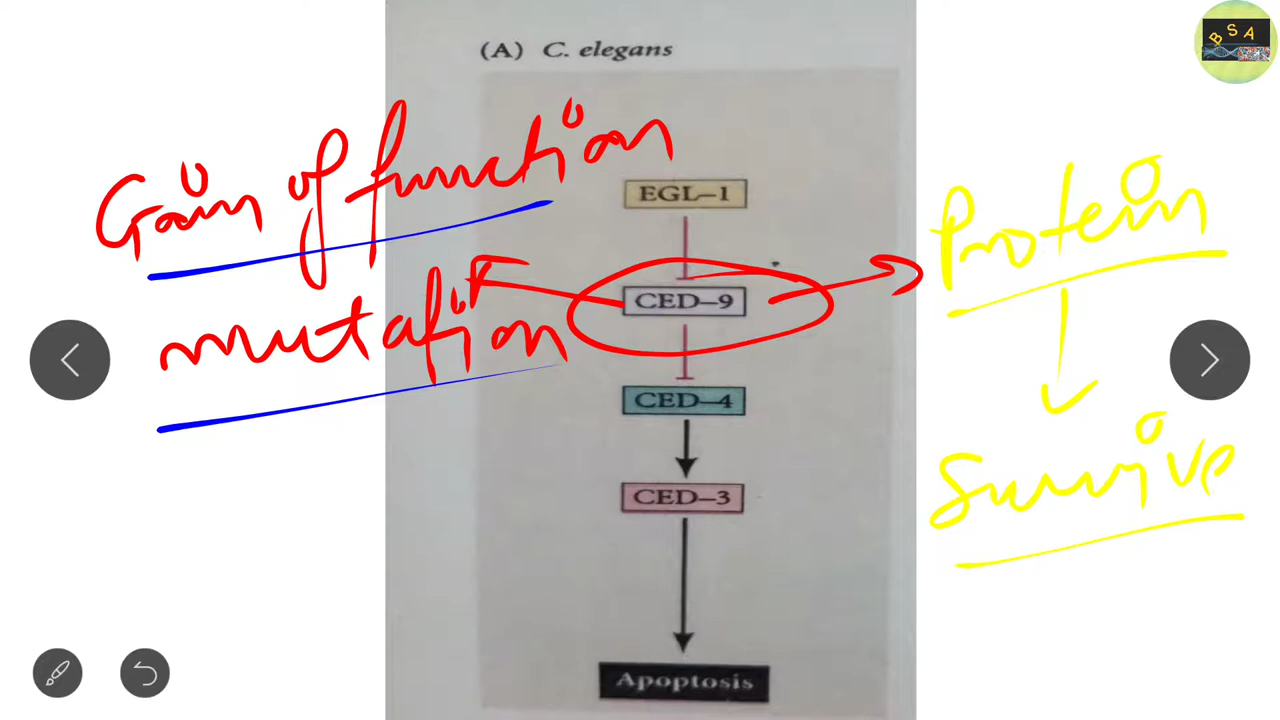 BSA
(A) C. elegans
Gain of function
mutation
EGL–1
CED–9
CED–4
CED–3
Apoptosis
Protein
Survive